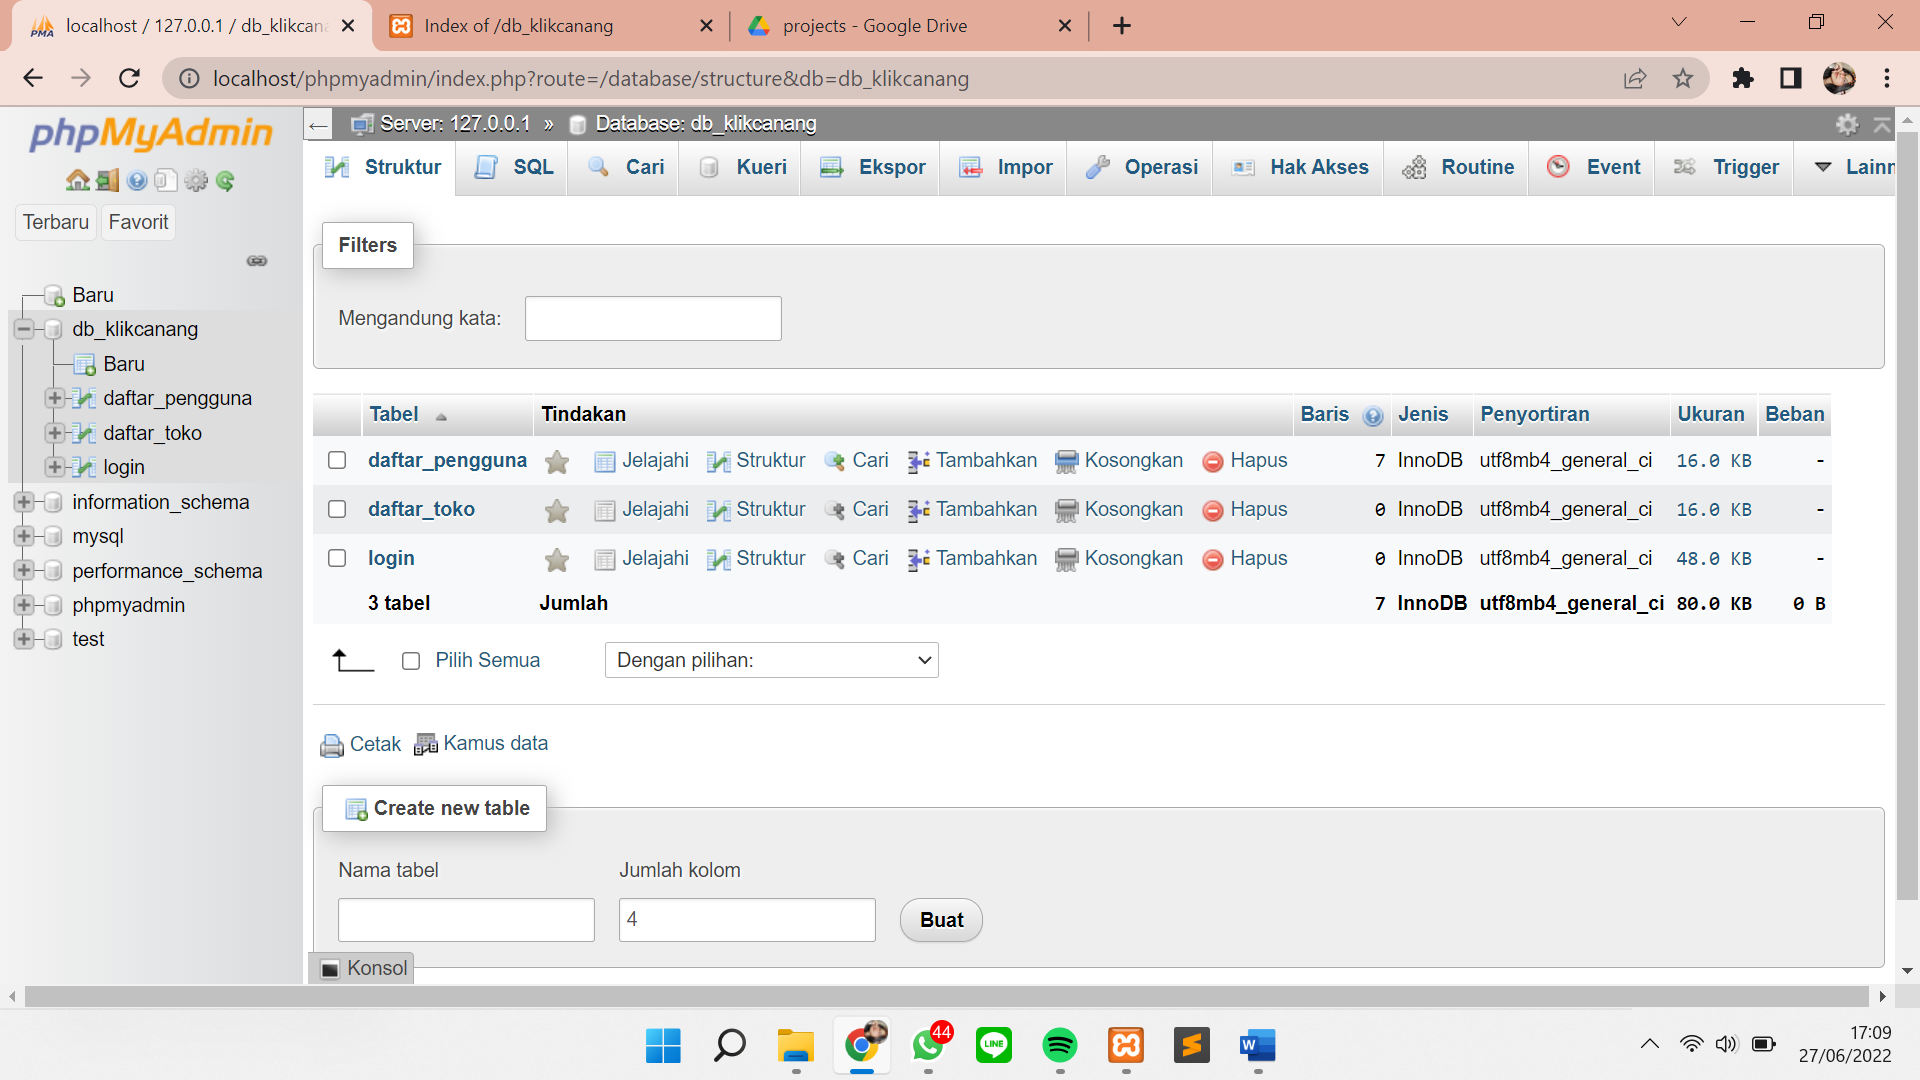 localhost / 127.0.0.1 / db_klikcana
Index of /db_klikcanang
projects - Google Drive
localhost/phpmyadmin/index.php?route=/database/structure&db=db_klikcanang
phpMyAdmin
Terbaru Favorit
Baru
db_klikcanang
Baru
daftar_pengguna
daftar_toko
login
information_schema
mysql
performance_schema
phpmyadmin
test
Server: 127.0.0.1 » Database: db_klikcanang
Struktur SQL Cari Kueri Ekspor Impor Operasi Hak Akses Routine Event Trigger Lainn
Filters
Mengandung kata:
Tabel Tindakan Baris Jenis Penyortiran Ukuran Beban
daftar_pengguna Jelajahi Struktur Cari Tambahkan Kosongkan Hapus 7 InnoDB utf8mb4_general_ci 16.0 KB -
daftar_toko Jelajahi Struktur Cari Tambahkan Kosongkan Hapus 0 InnoDB utf8mb4_general_ci 16.0 KB -
login Jelajahi Struktur Cari Tambahkan Kosongkan Hapus 0 InnoDB utf8mb4_general_ci 48.0 KB -
3 tabel Jumlah 7 InnoDB utf8mb4_general_ci 80.0 KB 0 B
Pilih Semua Dengan pilihan:
Cetak Kamus data
Create new table
Nama tabel Jumlah kolom
4 Buat
Konsol
44
LINE
W
17:09
27/06/2022